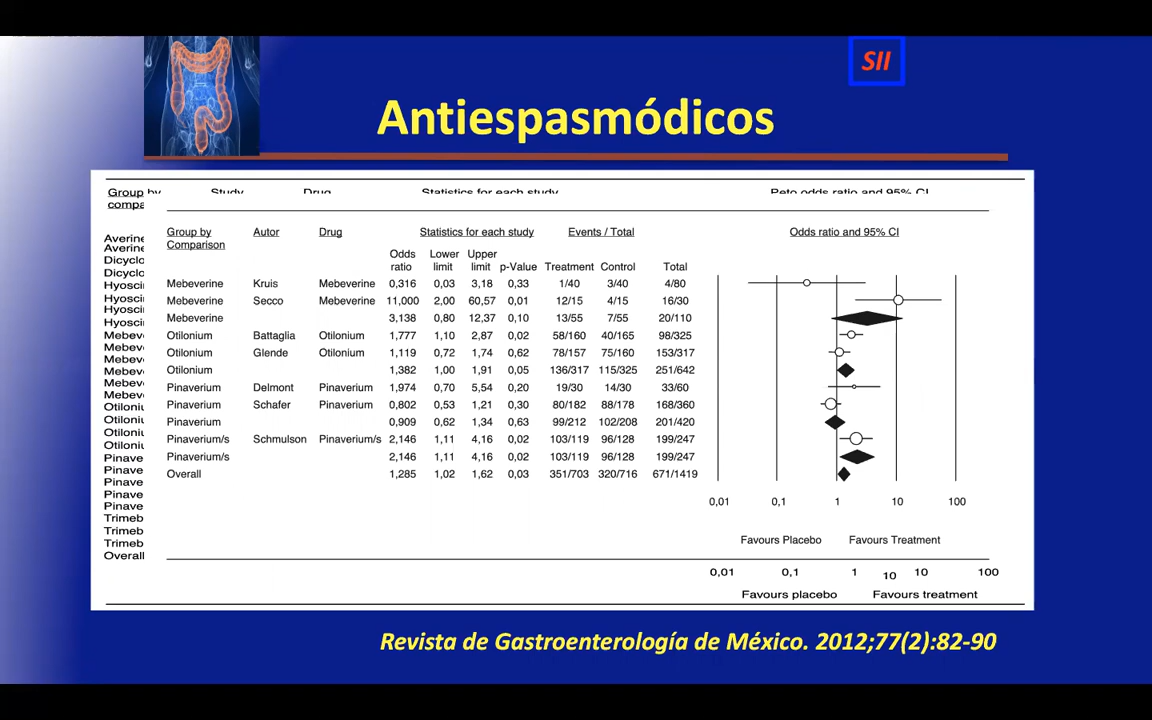 SII
Antiespasmódicos
Group by Study Drug Statistics for each study Peto odds ratio and 95% CI
compa
Group by Autor Drug Statistics for each study Events / Total Odds ratio and 95% CI
Comparison
Odds Lower Upper
ratio limit limit p-Value Treatment Control Total
Mebeverine Kruis Mebeverine 0,316 0,03 3,18 0,33 1/40 3/40 4/80
Mebeverine Secco Mebeverine 11,000 2,00 60,57 0,01 12/15 4/15 16/30
Mebeverine 3,138 0,80 12,37 0,10 13/55 7/55 20/110
Otilonium Battaglia Otilonium 1,777 1,10 2,87 0,02 58/160 40/165 98/325
Otilonium Glende Otilonium 1,119 0,72 1,74 0,62 78/157 75/160 153/317
Otilonium 1,382 1,00 1,91 0,05 136/317 115/325 251/642
Pinaverium Delmont Pinaverium 1,974 0,70 5,54 0,20 19/30 14/30 33/60
Pinaverium Schafer Pinaverium 0,802 0,53 1,21 0,30 80/182 88/178 168/360
Pinaverium 0,909 0,62 1,34 0,63 99/212 102/208 201/420
Pinaverium/s Schmulson Pinaverium/s 2,146 1,11 4,16 0,02 103/119 96/128 199/247
Pinaverium/s 2,146 1,11 4,16 0,02 103/119 96/128 199/247
Overall 1,285 1,02 1,62 0,03 351/703 320/716 671/1419
0,01 0,1 1 10 100
Favours Placebo Favours Treatment
Averine
Averine
Dicyclo
Dicyclo
Hyoscin
Hyoscin
Hyoscin
Hyoscin
Mebev
Mebev
Mebev
Mebev
Mebev
Mebev
Otiloniu
Otiloniu
Otiloniu
Otiloniu
Pinave
Pinave
Pinave
Pinave
Pinave
Trimeb
Trimeb
Trimeb
Overall
0,01 0,1 1 10 10 100
Favours placebo Favours treatment
Revista de Gastroenterología de México. 2012;77(2):82-90